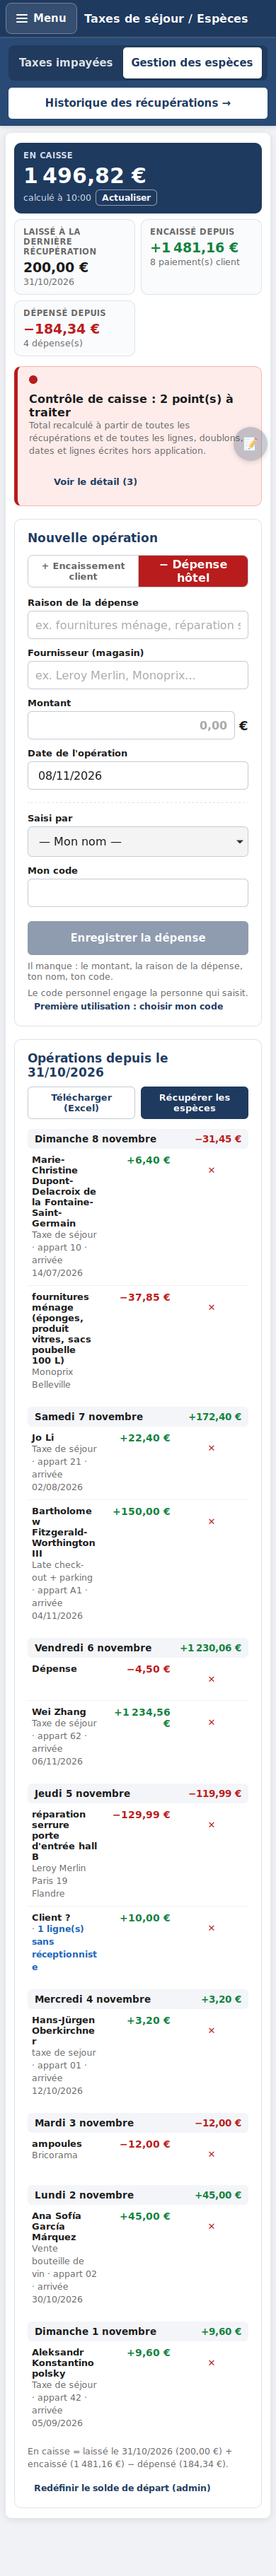 Menu
Taxes de séjour / Espèces
Taxes impayées
Gestion des espèces
Historique des récupérations →
EN CAISSE
1 496,82 €
calculé à 10:00
Actualiser
LAISSÉ À LA
DERNIÈRE
RÉCUPÉRATION
200,00 €
31/10/2026
ENCAISSÉ DEPUIS
+1 481,16 €
8 paiement(s) client
DÉPENSÉ DEPUIS
−184,34 €
4 dépense(s)
Contrôle de caisse : 2 point(s) à
traiter
Total recalculé à partir de toutes les
récupérations et de toutes les lignes, doublons,
dates et lignes écrites hors application.
Voir le détail (3)
Nouvelle opération
+ Encaissement
client
− Dépense
hôtel
Raison de la dépense
ex. fournitures ménage, réparation s
Fournisseur (magasin)
ex. Leroy Merlin, Monoprix…
Montant
0,00 €
Date de l'opération
08/11/2026
Saisi par
— Mon nom —
Mon code
Enregistrer la dépense
Il manque : le montant, la raison de la dépense,
ton nom, ton code.
Le code personnel engage la personne qui saisit.
Première utilisation : choisir mon code
Opérations depuis le
31/10/2026
Télécharger
(Excel)
Récupérer les
espèces
Dimanche 8 novembre −31,45 €
Marie-
Christine
Dupont-
Delacroix de
la Fontaine-
Saint-
Germain
+6,40 €
×
Taxe de séjour
· appart 10 ·
arrivée
14/07/2026
fournitures
ménage
(éponges,
produit
vitres, sacs
poubelle
100 L)
−37,85 €
×
Monoprix
Belleville
Samedi 7 novembre +172,40 €
Jo Li
+22,40 €
×
Taxe de séjour
· appart 21 ·
arrivée
02/08/2026
Bartholome
w
Fitzgerald-
Worthington
III
+150,00 €
×
Late check-
out + parking
· appart A1 ·
arrivée
04/11/2026
Vendredi 6 novembre +1 230,06 €
Dépense
−4,50 €
×
Wei Zhang
+1 234,56
€
×
Taxe de séjour
· appart 62 ·
arrivée
06/11/2026
Jeudi 5 novembre −119,99 €
réparation
serrure
porte
d'entrée hall
B
−129,99 €
×
Leroy Merlin
Paris 19
Flandre
Client ?
+10,00 €
×
· 1 ligne(s)
sans
réceptionnist
e
Mercredi 4 novembre +3,20 €
Hans-Jürgen
Oberkirchne
r
+3,20 €
×
taxe de sejour
· appart 01 ·
arrivée
12/10/2026
Mardi 3 novembre −12,00 €
ampoules
−12,00 €
×
Bricorama
Lundi 2 novembre +45,00 €
Ana Sofía
García
Márquez
+45,00 €
×
Vente
bouteille de
vin · appart 02
· arrivée
30/10/2026
Dimanche 1 novembre +9,60 €
Aleksandr
Konstantino
polsky
+9,60 €
×
Taxe de séjour
· appart 42 ·
arrivée
05/09/2026
En caisse = laissé le 31/10/2026 (200,00 €) +
encaissé (1 481,16 €) − dépensé (184,34 €).
Redéfinir le solde de départ (admin)